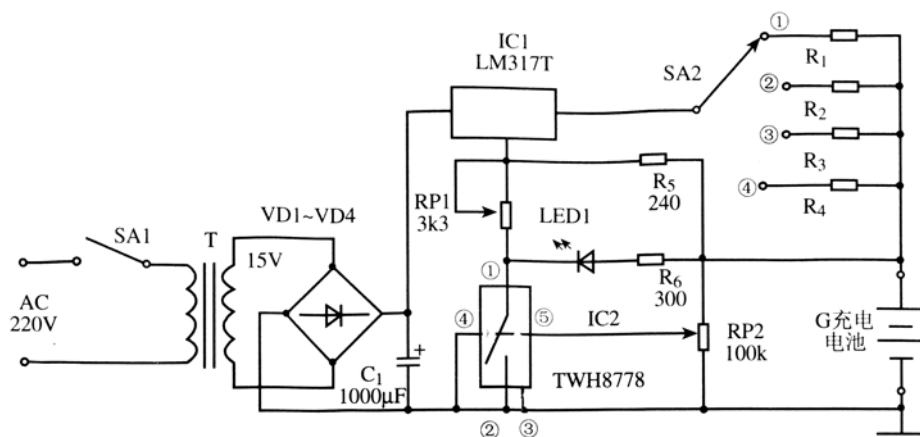 IC1
LM317T
SA2
①
R₁
②
R₂
③
R₃
④
R₄
R₅
240
RP1
3k3
LED1
R₆
300
SA1
T
VD1~VD4
15V
AC
220V
C₁
1000μF
+
①
④
⑤
IC2
②
③
TWH8778
RP2
100k
G充电
电池